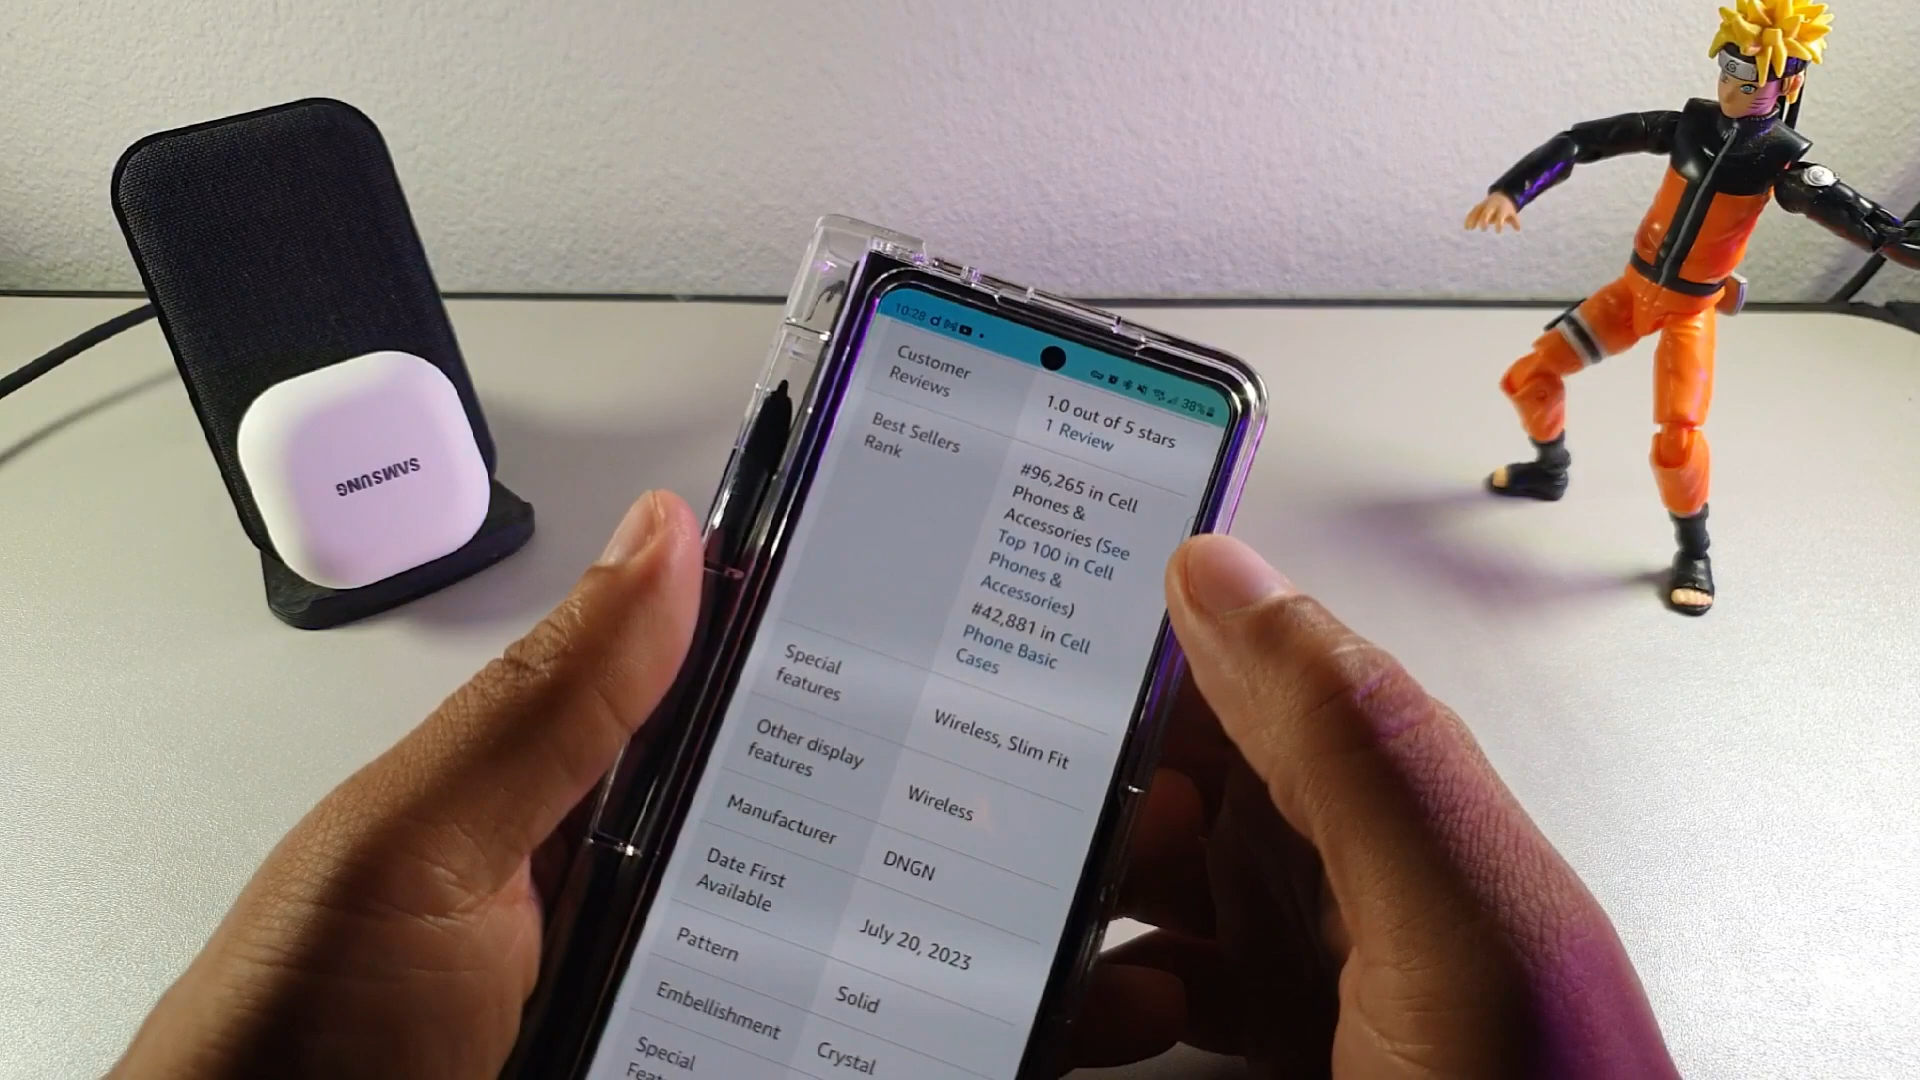 SAMSUNG
10:28
38%
Customer
Reviews
1.0 out of 5 stars
1 Review
Best Sellers
Rank
#96,265 in Cell
Phones &
Accessories (See
Top 100 in Cell
Phones &
Accessories)
#42,881 in Cell
Phone Basic
Cases
Special
features
Wireless, Slim Fit
Other display
features
Wireless
Manufacturer
DNGN
Date First
Available
July 20, 2023
Pattern
Solid
Embellishment
Crystal
Special